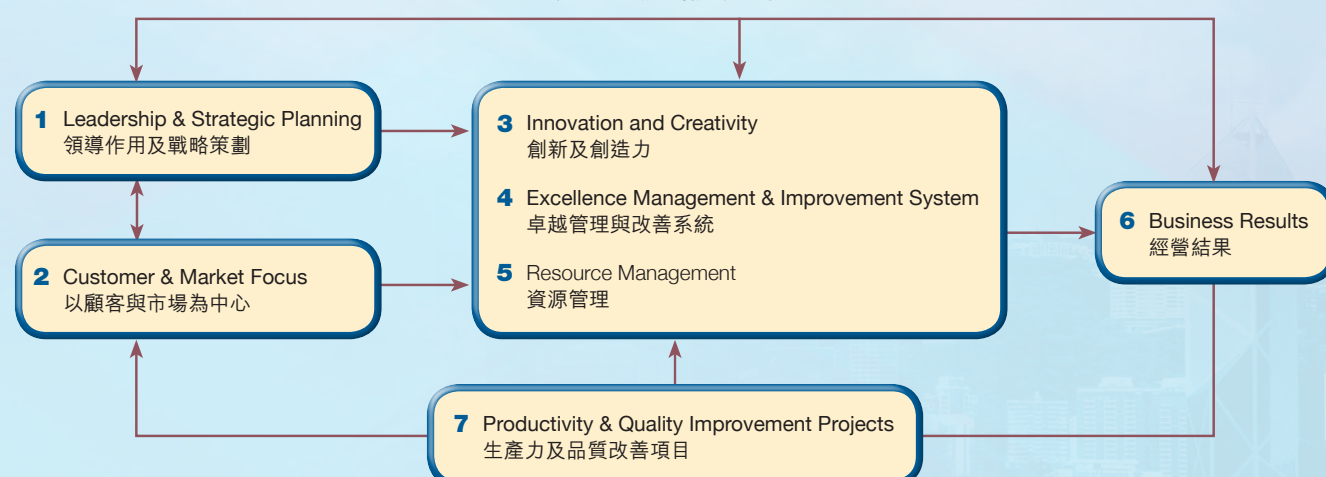 1 Leadership & Strategic Planning
領導作用及戰略策劃
2 Customer & Market Focus
以顧客與市場為中心
3 Innovation and Creativity
創新及創造力
4 Excellence Management & Improvement System
卓越管理與改善系統
5 Resource Management
資源管理
6 Business Results
經營結果
7 Productivity & Quality Improvement Projects
生產力及品質改善項目